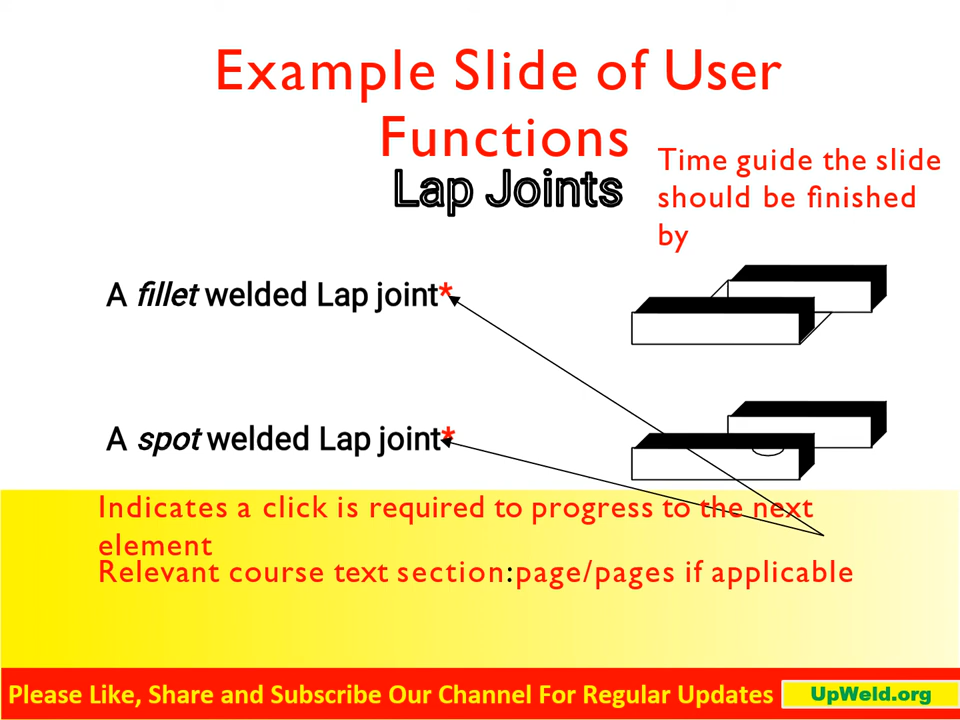 Example Slide of User
Functions
Lap Joints
Time guide the slide
should be finished
by
A fillet welded Lap joint*
A spot welded Lap joint*
Indicates a click is required to progress to the next
element
Relevant course text section:page/pages if applicable
Please Like, Share and Subscribe Our Channel For Regular Updates
UpWeld.org